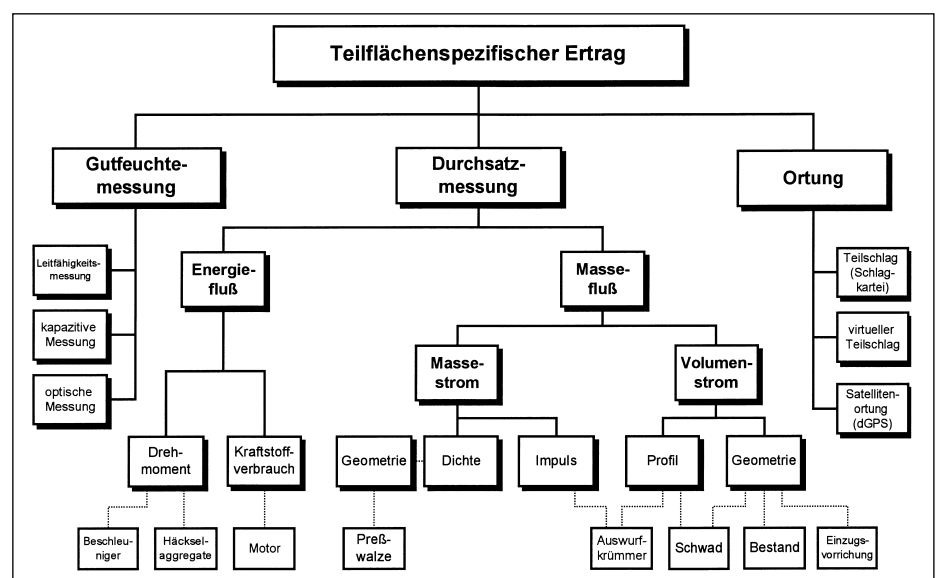 Teilflächenspezifischer Ertrag
Gutfeuchte-
messung
Durchsatz-
messung
Ortung
Leitfähigkeits-
messung
kapazitive
Messung
optische
Messung
Energie-
fluß
Masse-
fluß
Teilschlag
(Schlag-
kartei)
virtueller
Teilschlag
Satelliten-
ortung
(dGPS)
Masse-
strom
Volumen-
strom
Dreh-
moment
Kraftstoff-
verbrauch
Geometrie
Dichte
Impuls
Profil
Geometrie
Beschleu-
niger
Häcksel-
aggregate
Motor
Preß-
walze
Auswurf-
krümmer
Schwad
Bestand
Einzugs-
vorrichung